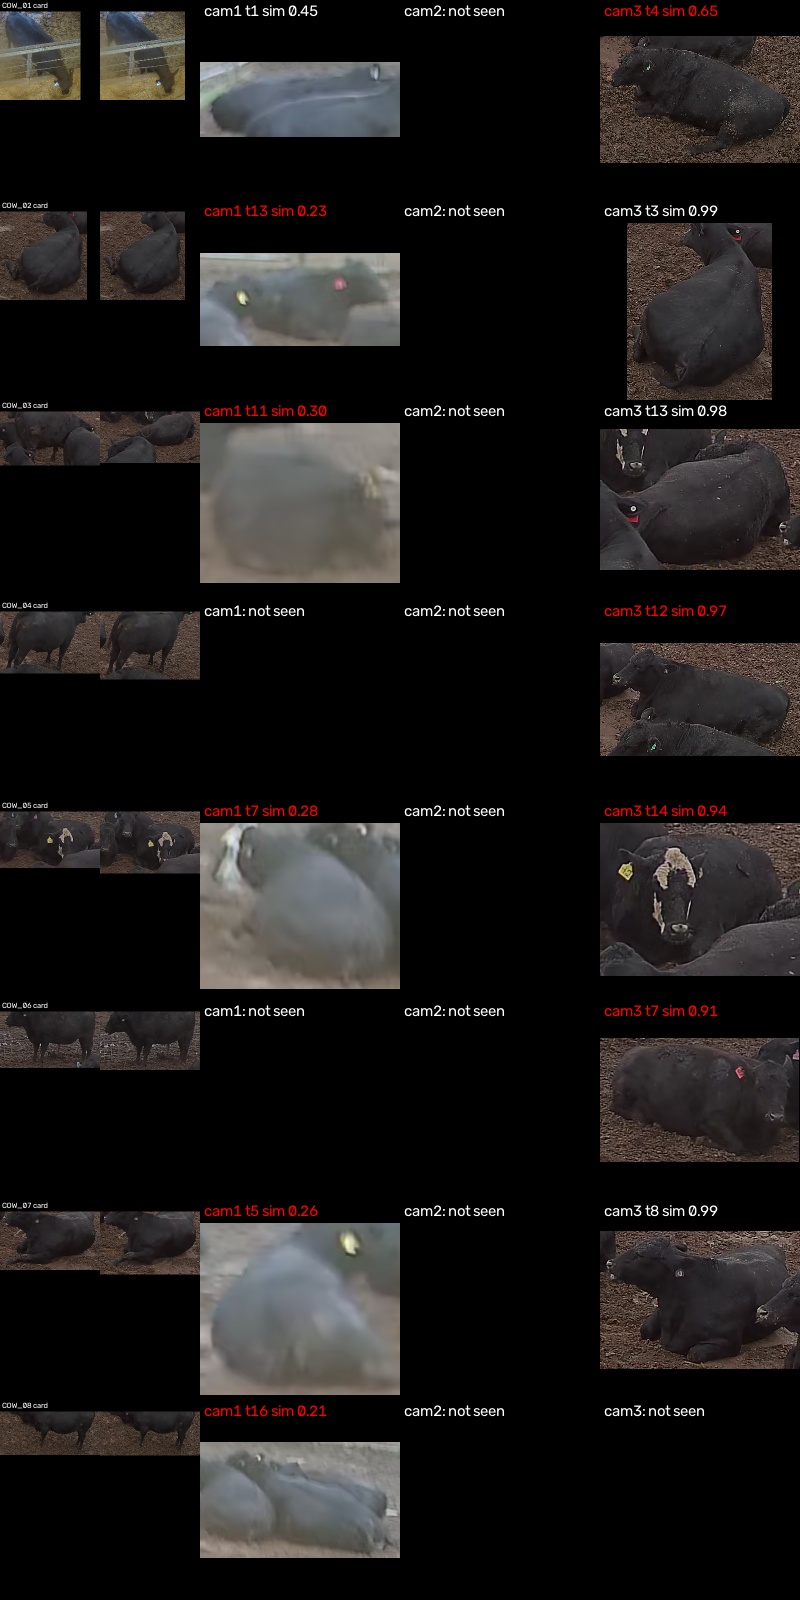 COW_01 card
cam1 t1 sim 0.45
cam2: not seen
cam3 t4 sim 0.65
COW_02 card
cam1 t13 sim 0.23
cam2: not seen
cam3 t3 sim 0.99
COW_03 card
cam1 t11 sim 0.30
cam2: not seen
cam3 t13 sim 0.98
COW_04 card
cam1: not seen
cam2: not seen
cam3 t12 sim 0.97
COW_05 card
cam1 t7 sim 0.28
cam2: not seen
cam3 t14 sim 0.94
COW_06 card
cam1: not seen
cam2: not seen
cam3 t7 sim 0.91
COW_07 card
cam1 t5 sim 0.26
cam2: not seen
cam3 t8 sim 0.99
COW_08 card
cam1 t16 sim 0.21
cam2: not seen
cam3: not seen